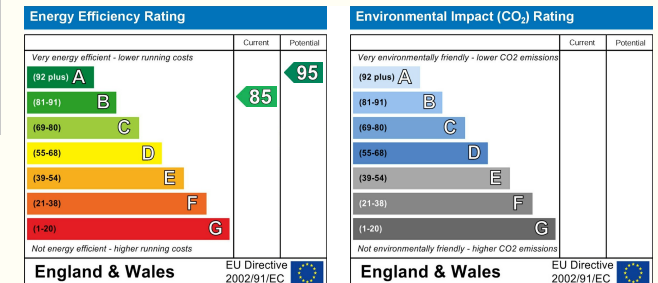 Energy Efficiency Rating
Current Potential
Very energy efficient - lower running costs
(92 plus) A
(81-91) B
(69-80) C
(55-68) D
(39-54) E
(21-38) F
(1-20) G
85
95
Not energy efficient - higher running costs
England & Wales
EU Directive
2002/91/EC
Environmental Impact (CO₂) Rating
Current Potential
Very environmentally friendly - lower CO2 emissions
(92 plus) A
(81-91) B
(69-80) C
(55-68) D
(39-54) E
(21-38) F
(1-20) G
Not environmentally friendly - higher CO2 emissions
England & Wales
EU Directive
2002/91/EC